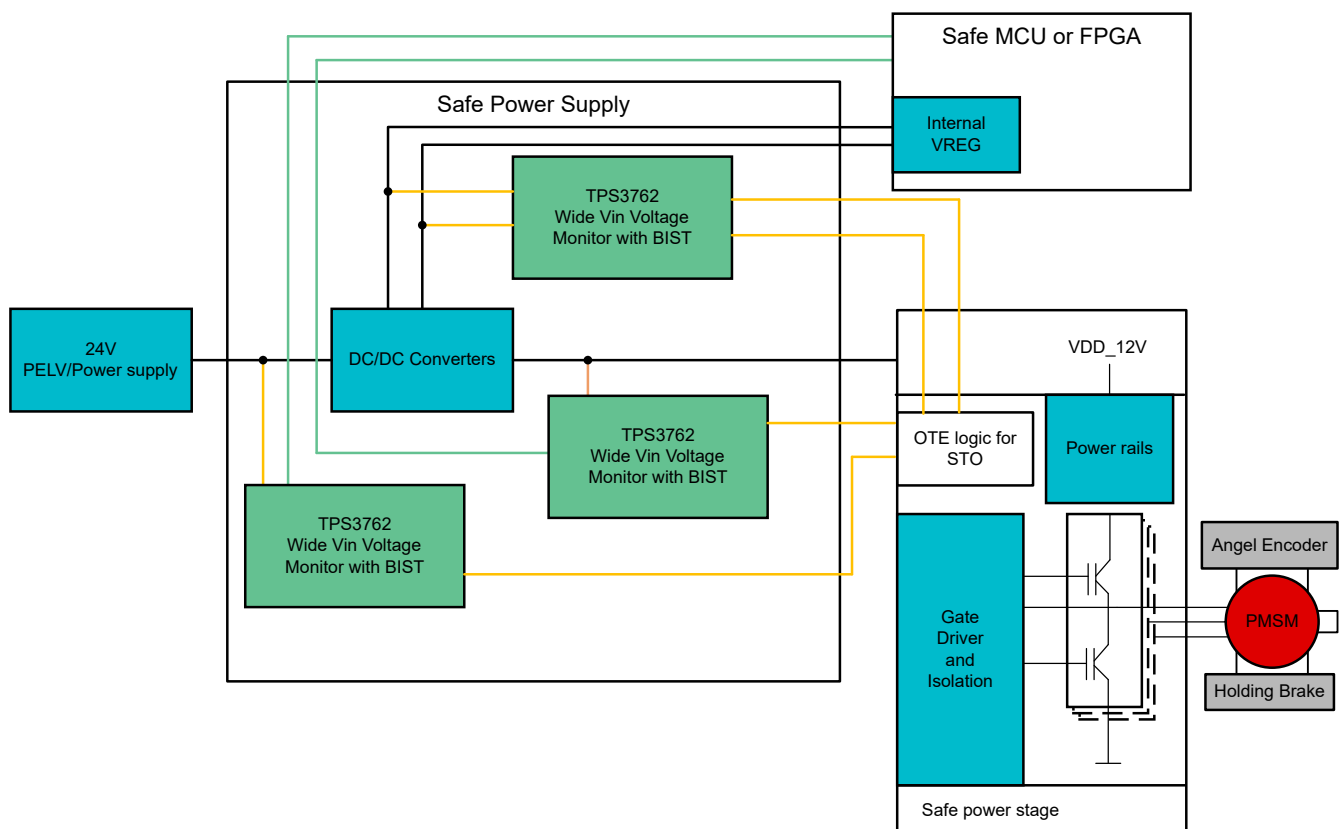 Safe MCU or FPGA
Internal
VREG
Safe Power Supply
TPS3762
Wide Vin Voltage
Monitor with BIST
24V
PELV/Power supply
DC/DC Converters
VDD_12V
TPS3762
Wide Vin Voltage
Monitor with BIST
OTE logic for
STO
Power rails
TPS3762
Wide Vin Voltage
Monitor with BIST
Angel Encoder
PMSM
Holding Brake
Gate
Driver
and
Isolation
Safe power stage